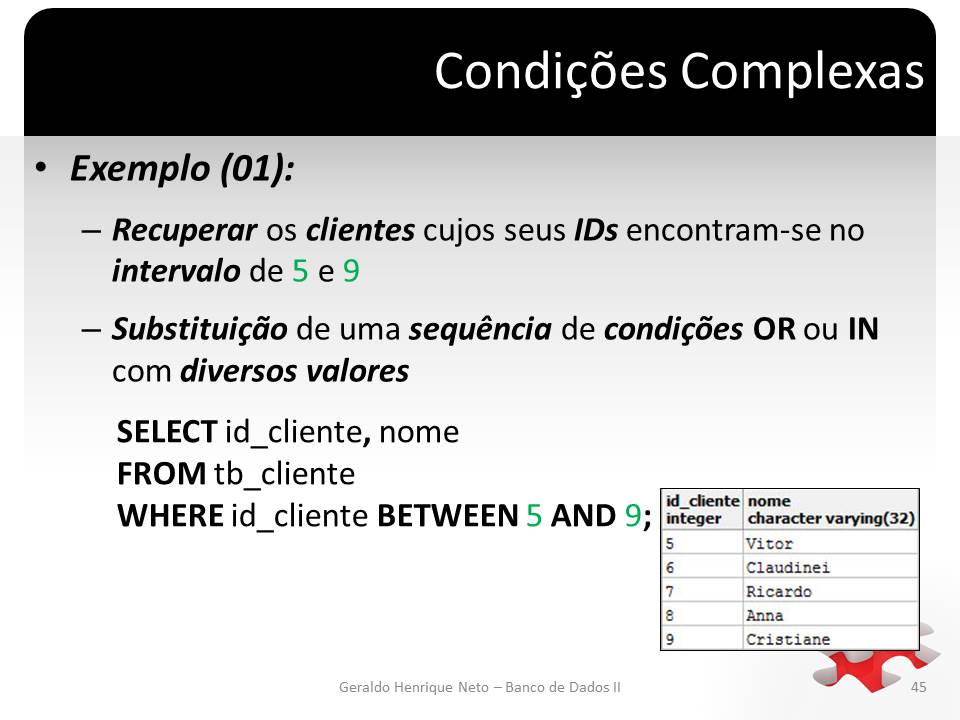 Condições Complexas
• Exemplo (01):
– Recuperar os clientes cujos seus IDs encontram-se no
intervalo de 5 e 9
– Substituição de uma sequência de condições OR ou IN
com diversos valores
SELECT id_cliente, nome
FROM tb_cliente
WHERE id_cliente BETWEEN 5 AND 9;
id_cliente nome
integer character varying(32)
5 Vitor
6 Claudinei
7 Ricardo
8 Anna
9 Cristiane
Geraldo Henrique Neto – Banco de Dados II 45